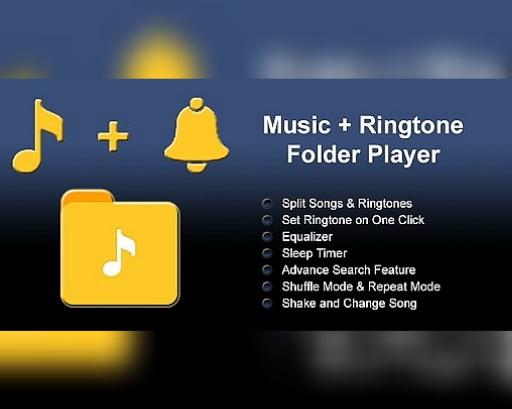 Music + Ringtone
Folder Player
Split Songs & Ringtones
Set Ringtone on One Click
Equalizer
Sleep Timer
Advance Search Feature
Shuffle Mode & Repeat Mode
Shake and Change Song